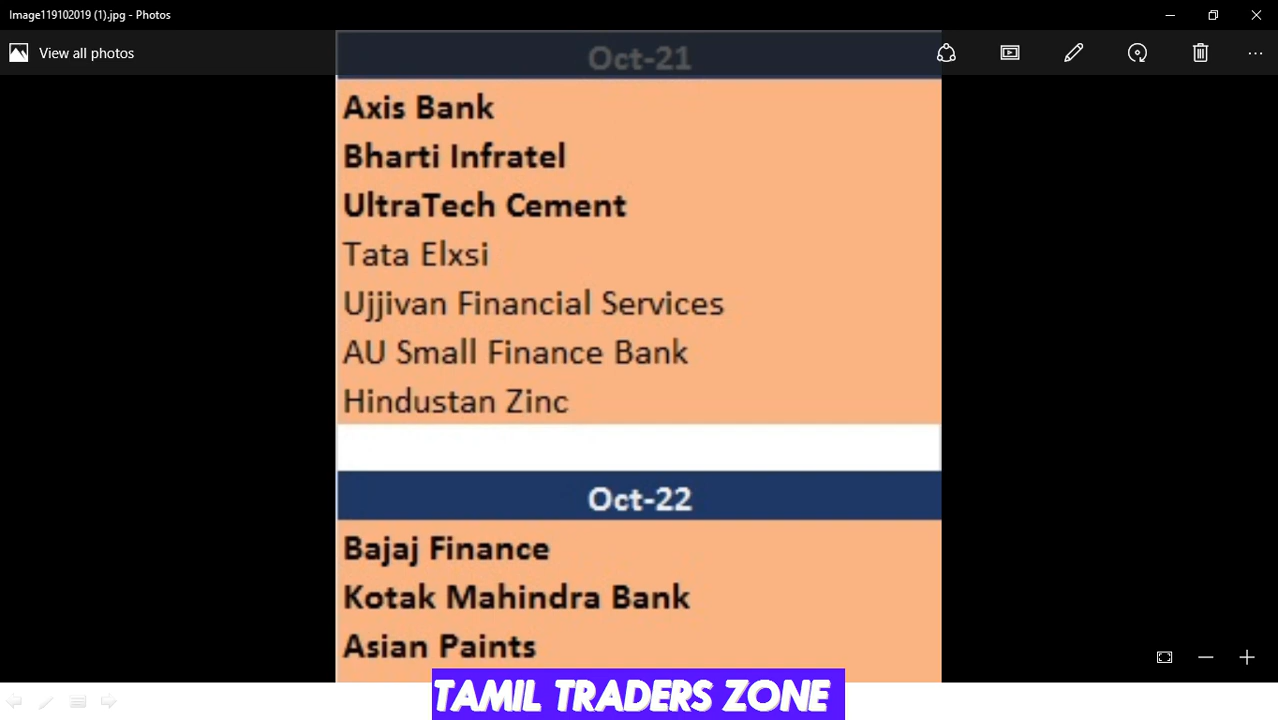 Image119102019 (1).jpg - Photos
View all photos
Oct-21
Axis Bank
Bharti Infratel
UltraTech Cement
Tata Elxsi
Ujjivan Financial Services
AU Small Finance Bank
Hindustan Zinc
Oct-22
Bajaj Finance
Kotak Mahindra Bank
Asian Paints
TAMIL TRADERS ZONE